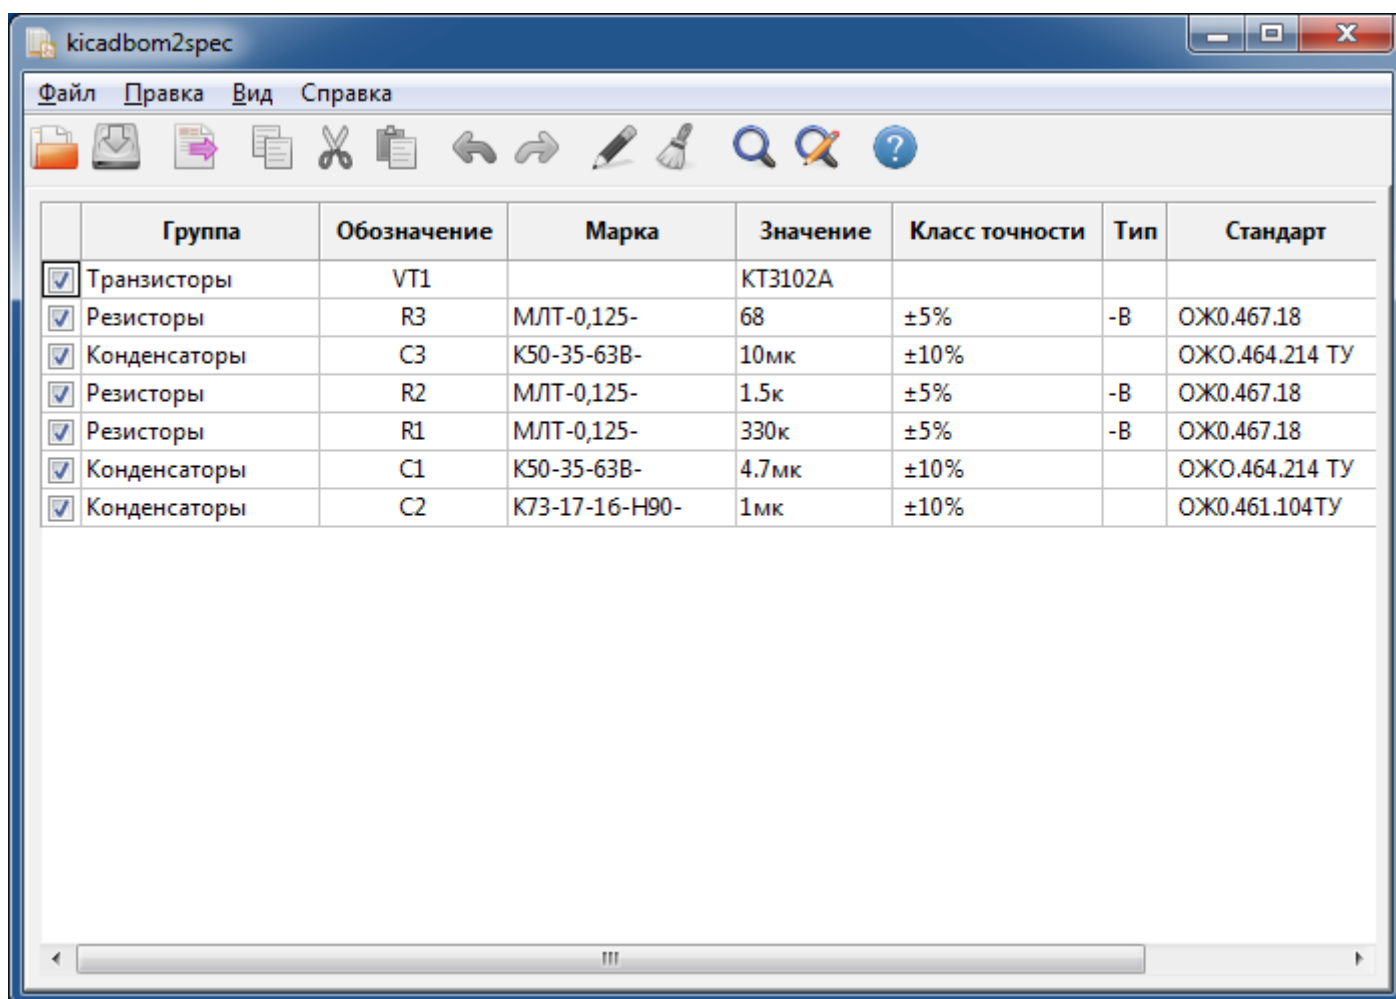 kicadbom2spec
Файл Правка Вид Справка
Группа Обозначение Марка Значение Класс точности Тип Стандарт
Транзисторы VT1 КТ3102А
Резисторы R3 МЛТ-0,125- 68 ±5% -В ОЖ0.467.18
Конденсаторы C3 К50-35-63В- 10мк ±10% ОЖО.464.214 ТУ
Резисторы R2 МЛТ-0,125- 1.5к ±5% -В ОЖ0.467.18
Резисторы R1 МЛТ-0,125- 330к ±5% -В ОЖ0.467.18
Конденсаторы C1 К50-35-63В- 4.7мк ±10% ОЖО.464.214 ТУ
Конденсаторы C2 К73-17-16-Н90- 1мк ±10% ОЖ0.461.104ТУ